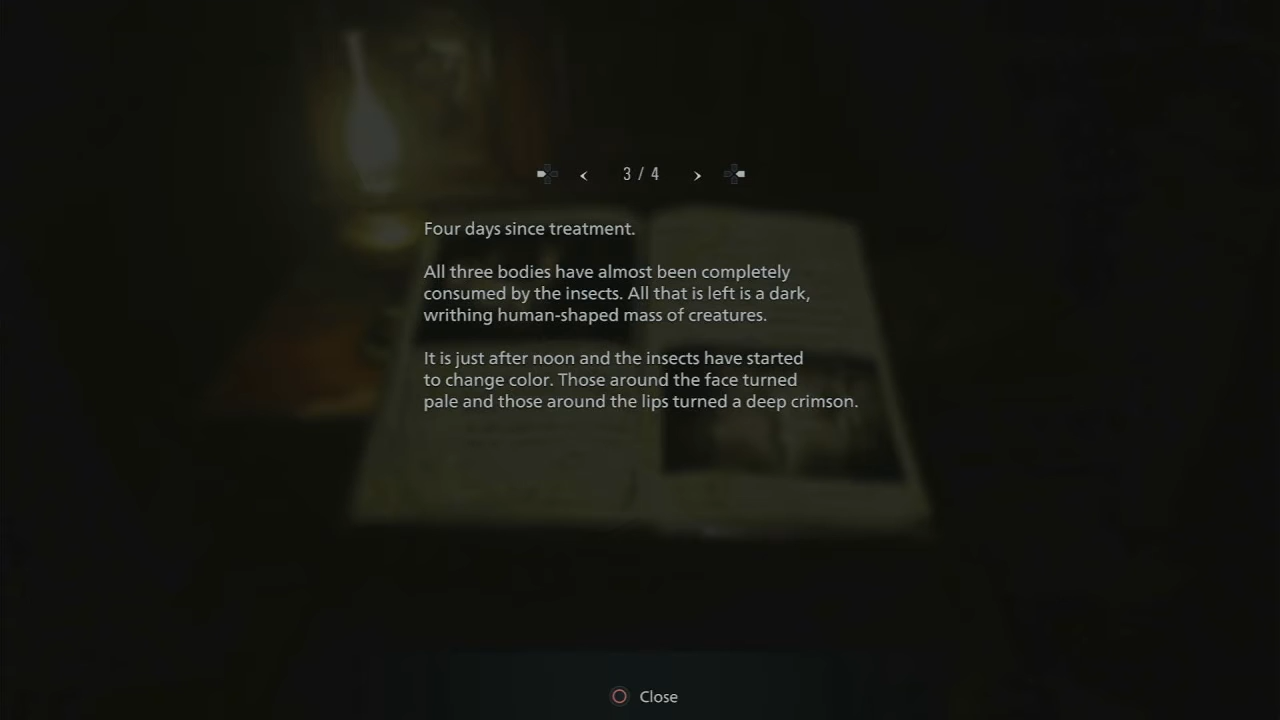 < 3 / 4 >
Four days since treatment.
All three bodies have almost been completely
consumed by the insects. All that is left is a dark,
writhing human-shaped mass of creatures.
It is just after noon and the insects have started
to change color. Those around the face turned
pale and those around the lips turned a deep crimson.
Close